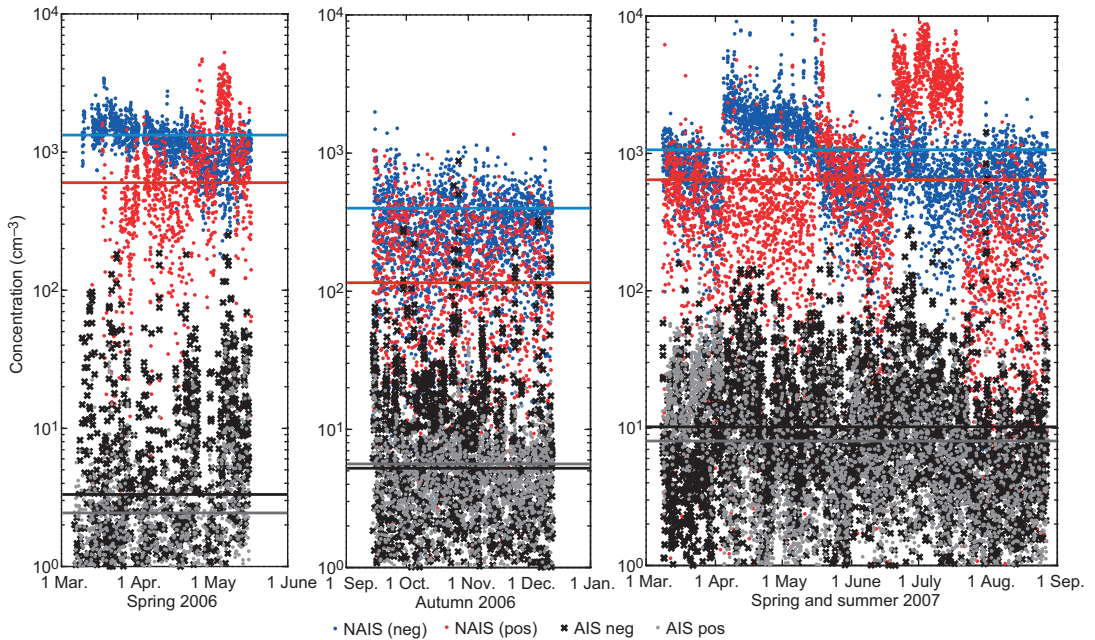 Concentration (cm⁻³)
10⁴
10³
10²
10¹
10⁰
1 Mar. 1 Apr. 1 May 1 June
Spring 2006
10⁴
10³
10²
10¹
10⁰
1 Sep. 1 Oct. 1 Nov. 1 Dec. 1 Jan.
Autumn 2006
10⁴
10³
10²
10¹
10⁰
1 Mar. 1 Apr. 1 May 1 June 1 July 1 Aug. 1 Sep.
Spring and summer 2007
NAIS (neg) NAIS (pos) AIS neg AIS pos